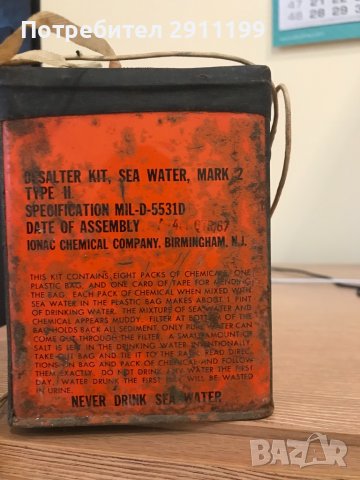 Потребител 2911199
47
48
DESALTER KIT, SEA WATER, MARK 2
TYPE II
SPECIFICATION MIL-D-5531D
DATE OF ASSEMBLY
IONAC CHEMICAL COMPANY, BIRMINGHAM, N.J.
THIS KIT CONTAINS EIGHT PACKS OF CHEMICAL, ONE
PLASTIC BAG, AND ONE CARD OF TAPE FOR MENDING
THE BAG. EACH PACK OF CHEMICAL WHEN MIXED WITH
SEA WATER IN THE PLASTIC BAG MAKES ABOUT 1 PINT
OF DRINKING WATER. THE MIXTURE OF SEA WATER AND
CHEMICAL APPEARS MUDDY. FILTER AT BOTTOM OF THE
BAG HOLDS BACK ALL SEDIMENT. ONLY PURE WATER CAN
COME OUT THROUGH THE FILTER. A SMALL AMOUNT OF
SALT IS LEFT IN THE DRINKING WATER INTENTIONALLY
TAKE OUT BAG AND TIE IT TO THE RAFT. READ DIRECTIONS
ON BAG AND PACK OF CHEMICAL AND FOLLOW
THEM EXACTLY. DO NOT DRINK ANY WATER THE FIRST
DAY. WATER DRUNK THE FIRST DAY WILL BE WASTED
IN URINE
NEVER DRINK SEA WATER
BAZAR.BG